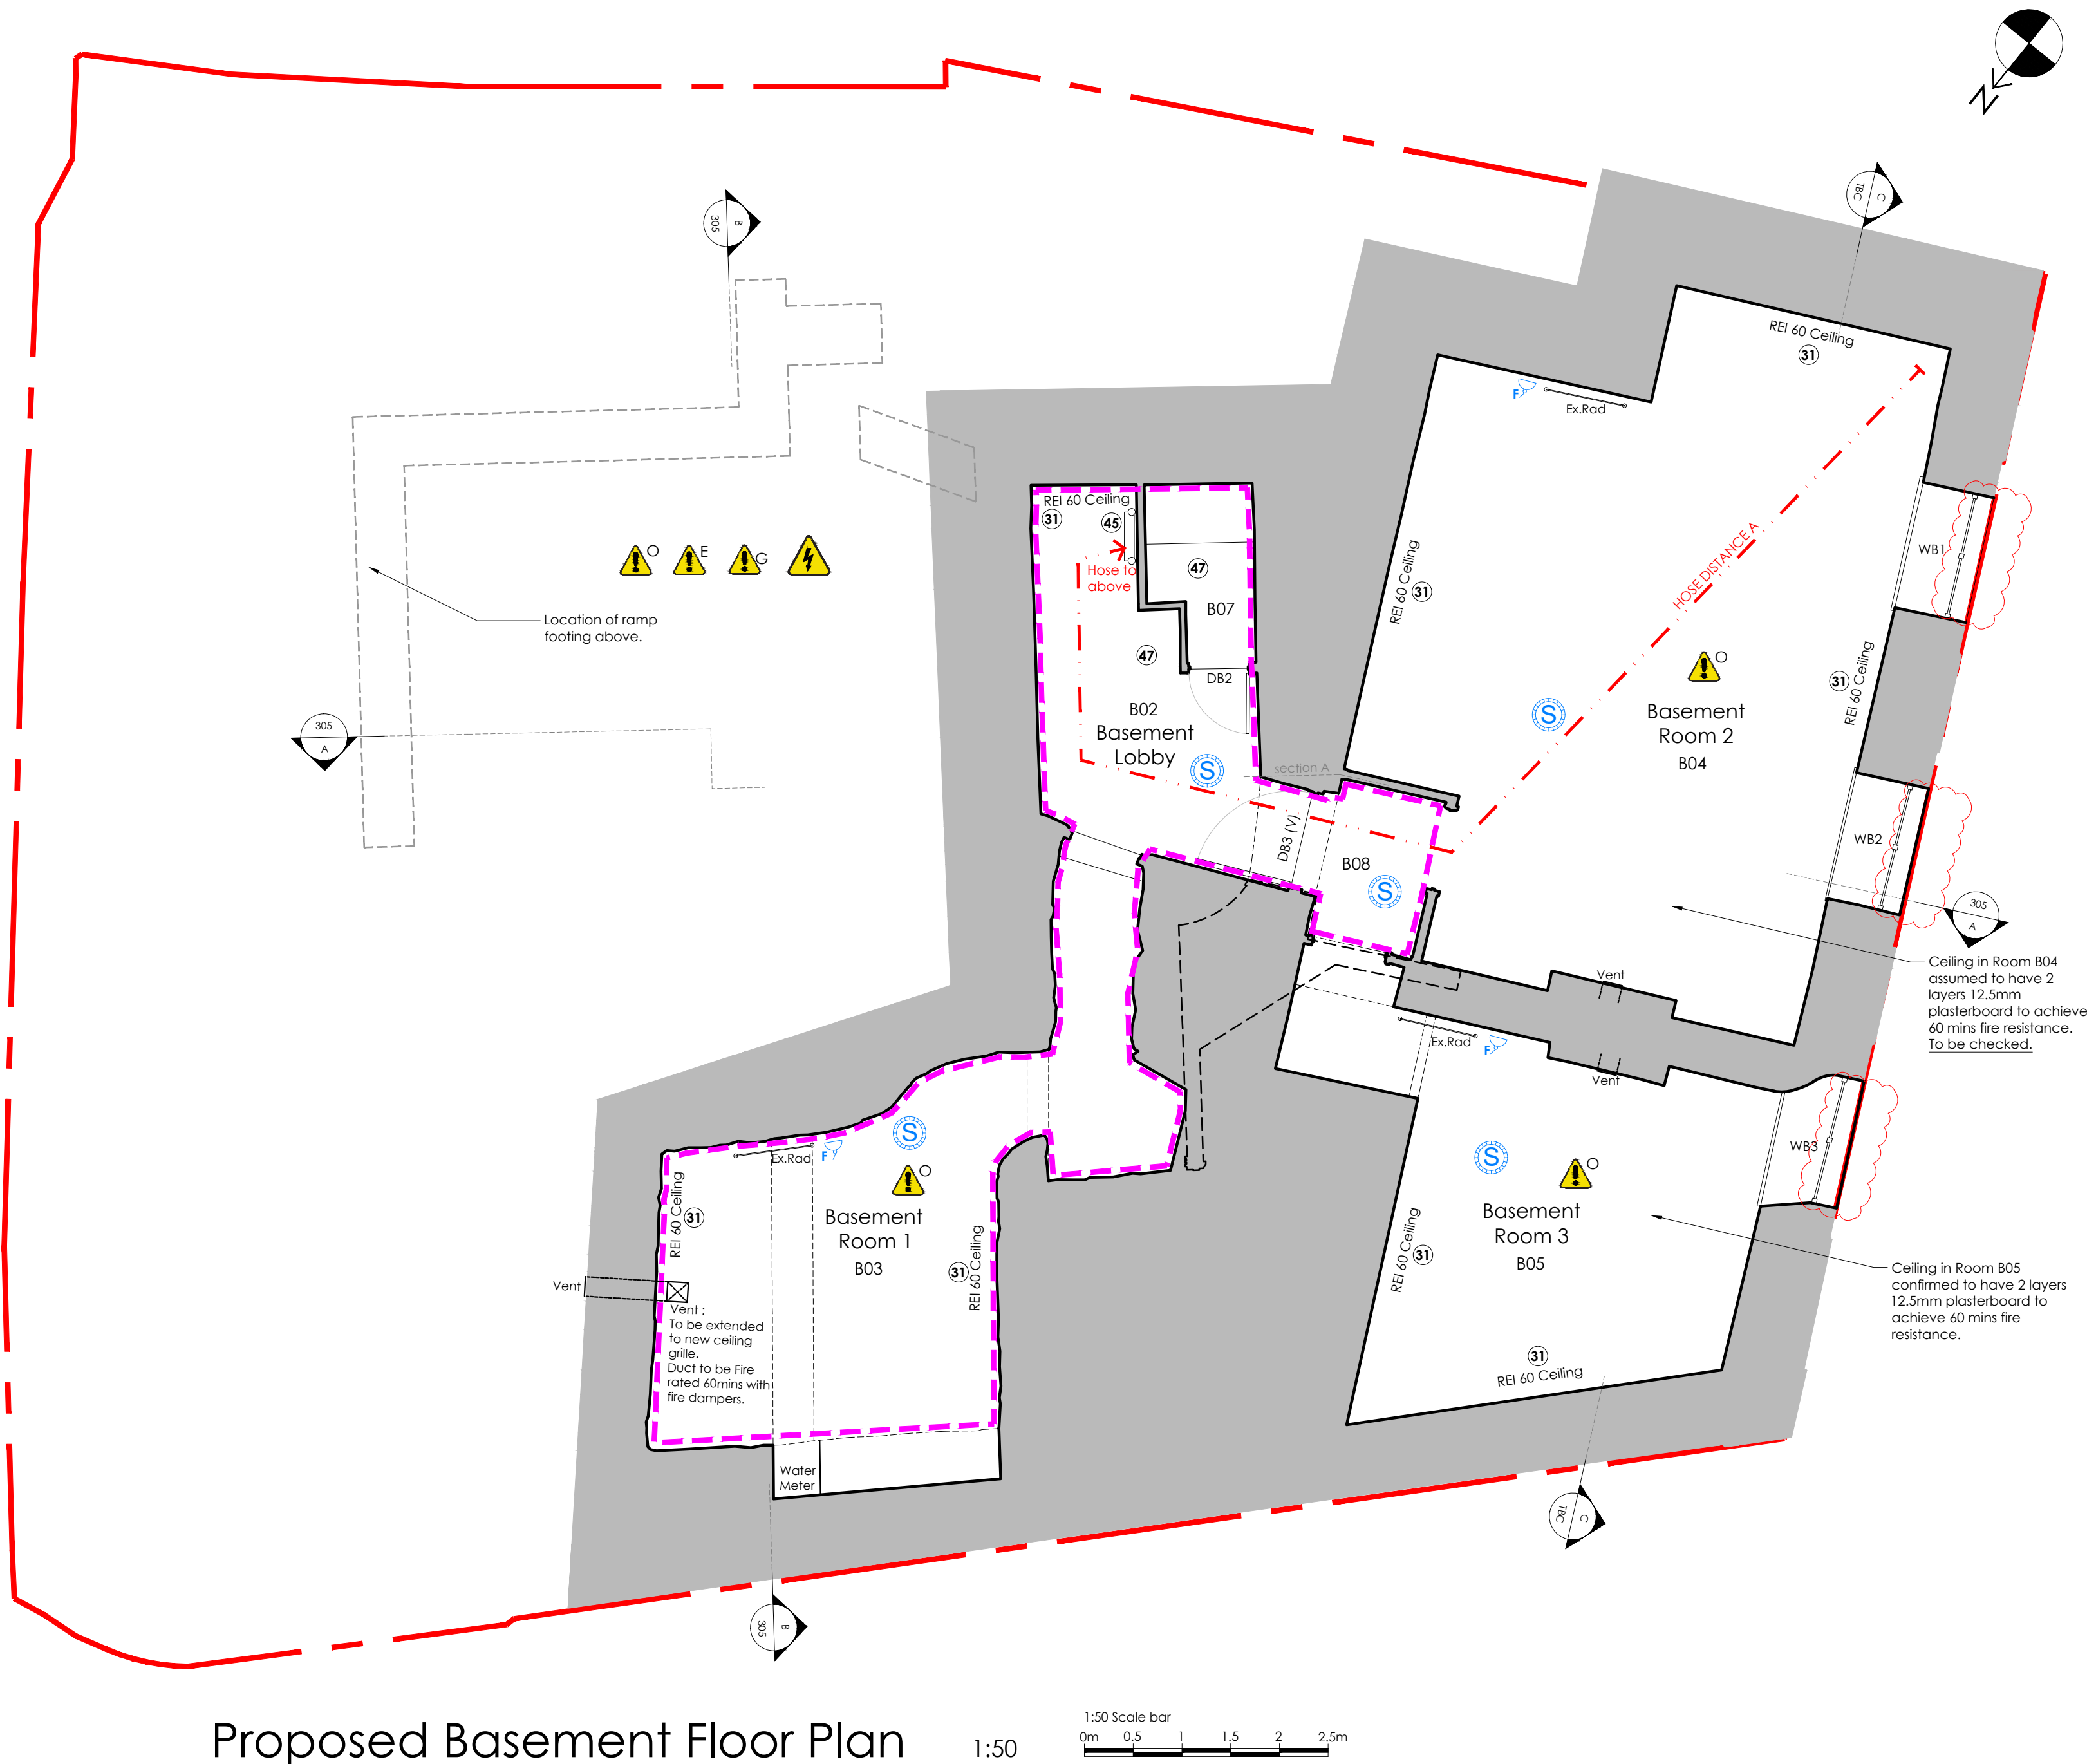 N
C
TBC
B
305
REI 60 Ceiling
31
F
Ex.Rad
HOSE DISTANCE A
REI 60 Ceiling
31
45
Hose to
above
47
B07
47
DB2
O
E
G
Location of ramp
footing above.
REI 60 Ceiling
31
WB1
O
S
Basement
Room 2
B04
31
REI 60 Ceiling
B02
Basement
Lobby
S
section A
305
A
DB3 (V)
B08
S
WB2
305
A
Ceiling in Room B04
assumed to have 2
layers 12.5mm
plasterboard to achieve
60 mins fire resistance.
To be checked.
Vent
Ex.Rad
F
Vent
WB3
S
O
Basement
Room 3
B05
REI 60 Ceiling
31
Ceiling in Room B05
confirmed to have 2 layers
12.5mm plasterboard to
achieve 60 mins fire
resistance.
31
REI 60 Ceiling
S
Ex.Rad
F
O
REI 60 Ceiling
31
Basement
Room 1
B03
31
REI 60 Ceiling
Vent
Vent :
To be extended
to new ceiling
grille.
Duct to be Fire
rated 60mins with
fire dampers.
Water
Meter
C
TBC
B
305
Proposed Basement Floor Plan
1:50
1:50 Scale bar
0m 0.5 1 1.5 2 2.5m